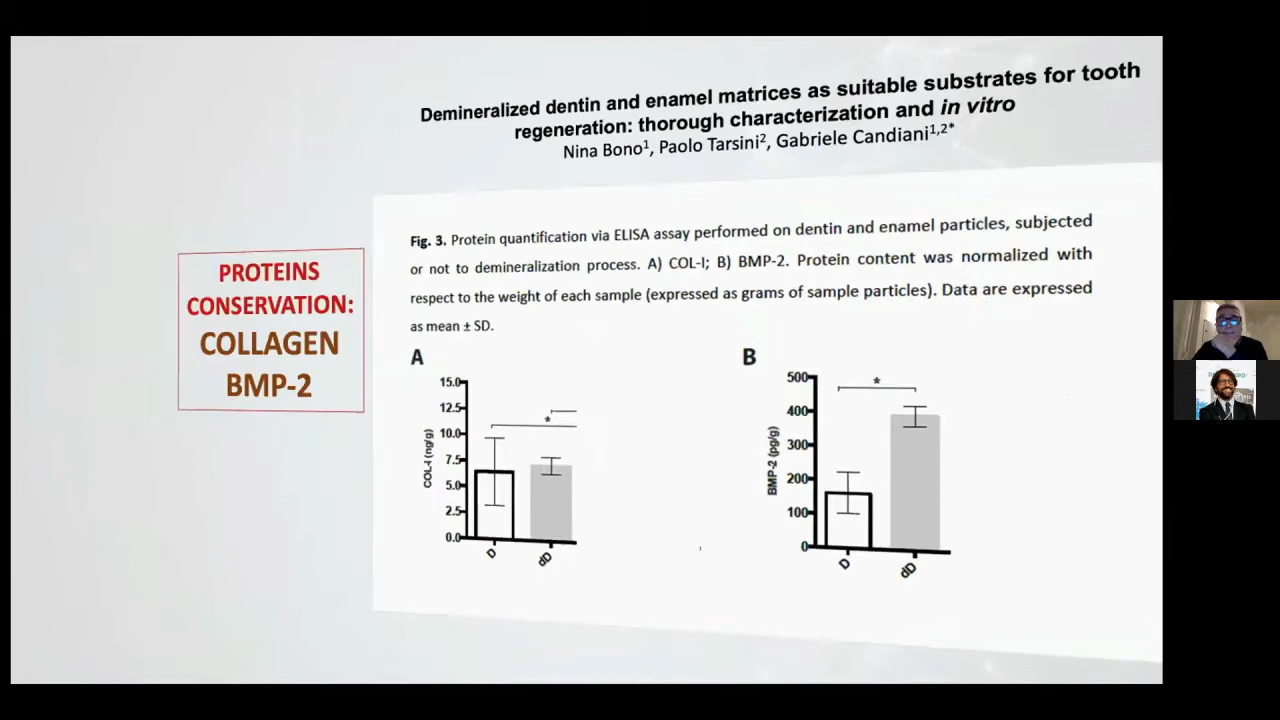 Demineralized dentin and enamel matrices as suitable substrates for tooth
regeneration: thorough characterization and in vitro
Nina Bono1, Paolo Tarsini2, Gabriele Candiani1,2*
PROTEINS
CONSERVATION:
COLLAGEN
BMP-2
Fig. 3. Protein quantification via ELISA assay performed on dentin and enamel particles, subjected
or not to demineralization process. A) COL-I; B) BMP-2. Protein content was normalized with
respect to the weight of each sample (expressed as grams of sample particles). Data are expressed
as mean ± SD.
A
COL-I (ng/g)
15.0
12.5
10.0
7.5
5.0
2.5
0.0
*
D
dD
B
BMP-2 (pg/g)
500
400
300
200
100
0
*
D
dD